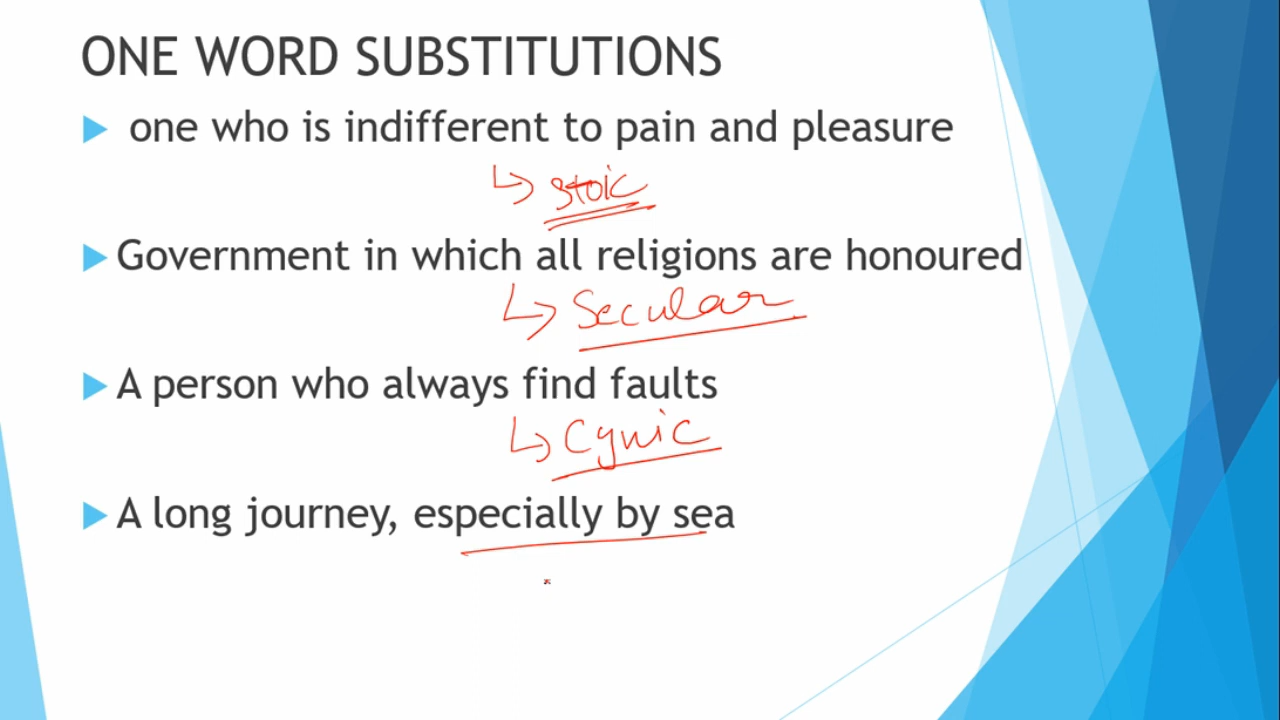 ONE WORD SUBSTITUTIONS
one who is indifferent to pain and pleasure
stoic
Government in which all religions are honoured
Secular
A person who always find faults
Cynic
A long journey, especially by sea